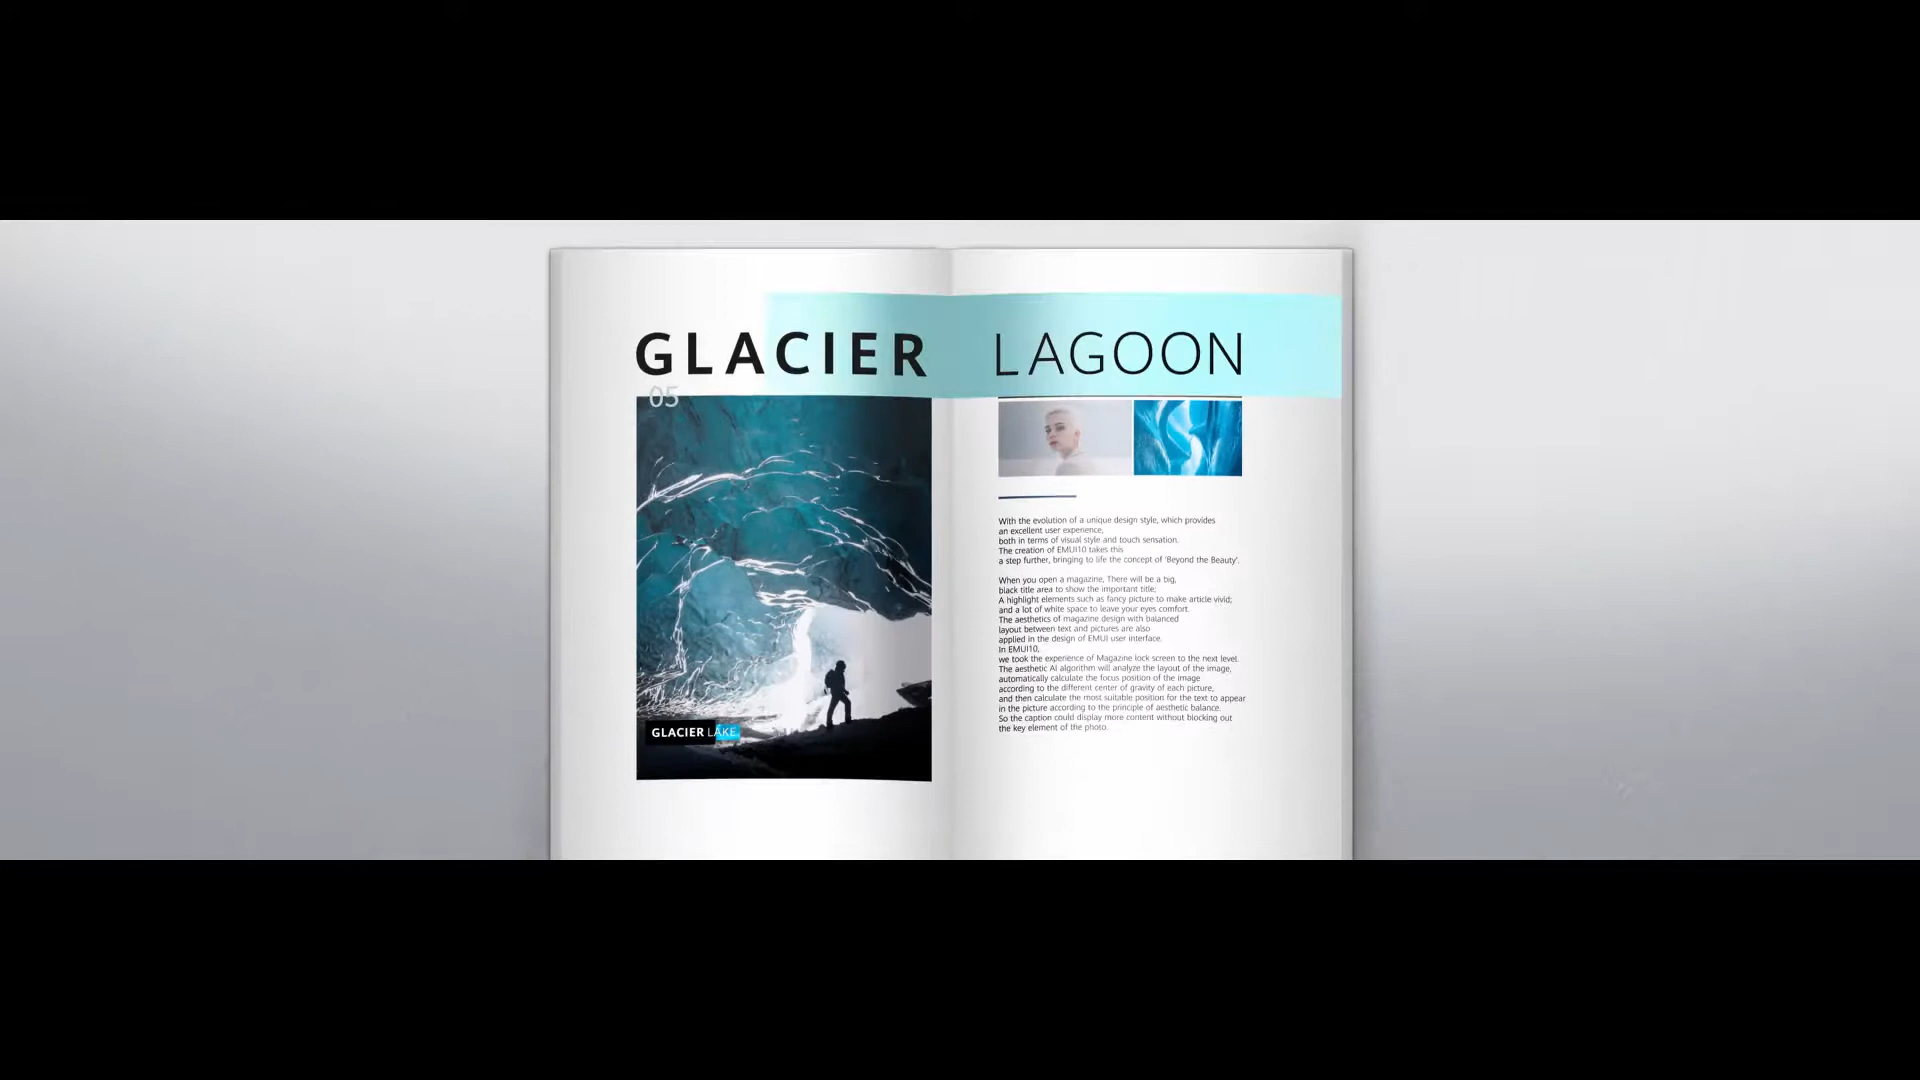 GLACIER LAGOON
05
GLACIER LAKE
With the evolution of a unique design style, which provides
an excellent user experience,
both in terms of visual style and touch sensation.
The creation of EMUI10 takes this
a step further, bringing to life the concept of 'Beyond the Beauty'.
When you open a magazine, There will be a big,
black title area to show the important title;
A highlight elements such as fancy picture to make article vivid;
and a lot of white space to leave your eyes comfort.
The aesthetics of magazine design with balanced
layout between text and pictures are also
applied in the design of EMUI user interface.
In EMUI10,
we took the experience of Magazine lock screen to the next level.
The aesthetic AI algorithm will analyze the layout of the image,
automatically calculate the focus position of the image
according to the different center of gravity of each picture,
and then calculate the most suitable position for the text to appear
in the picture according to the principle of aesthetic balance.
So the caption could display more content without blocking out
the key element of the photo.